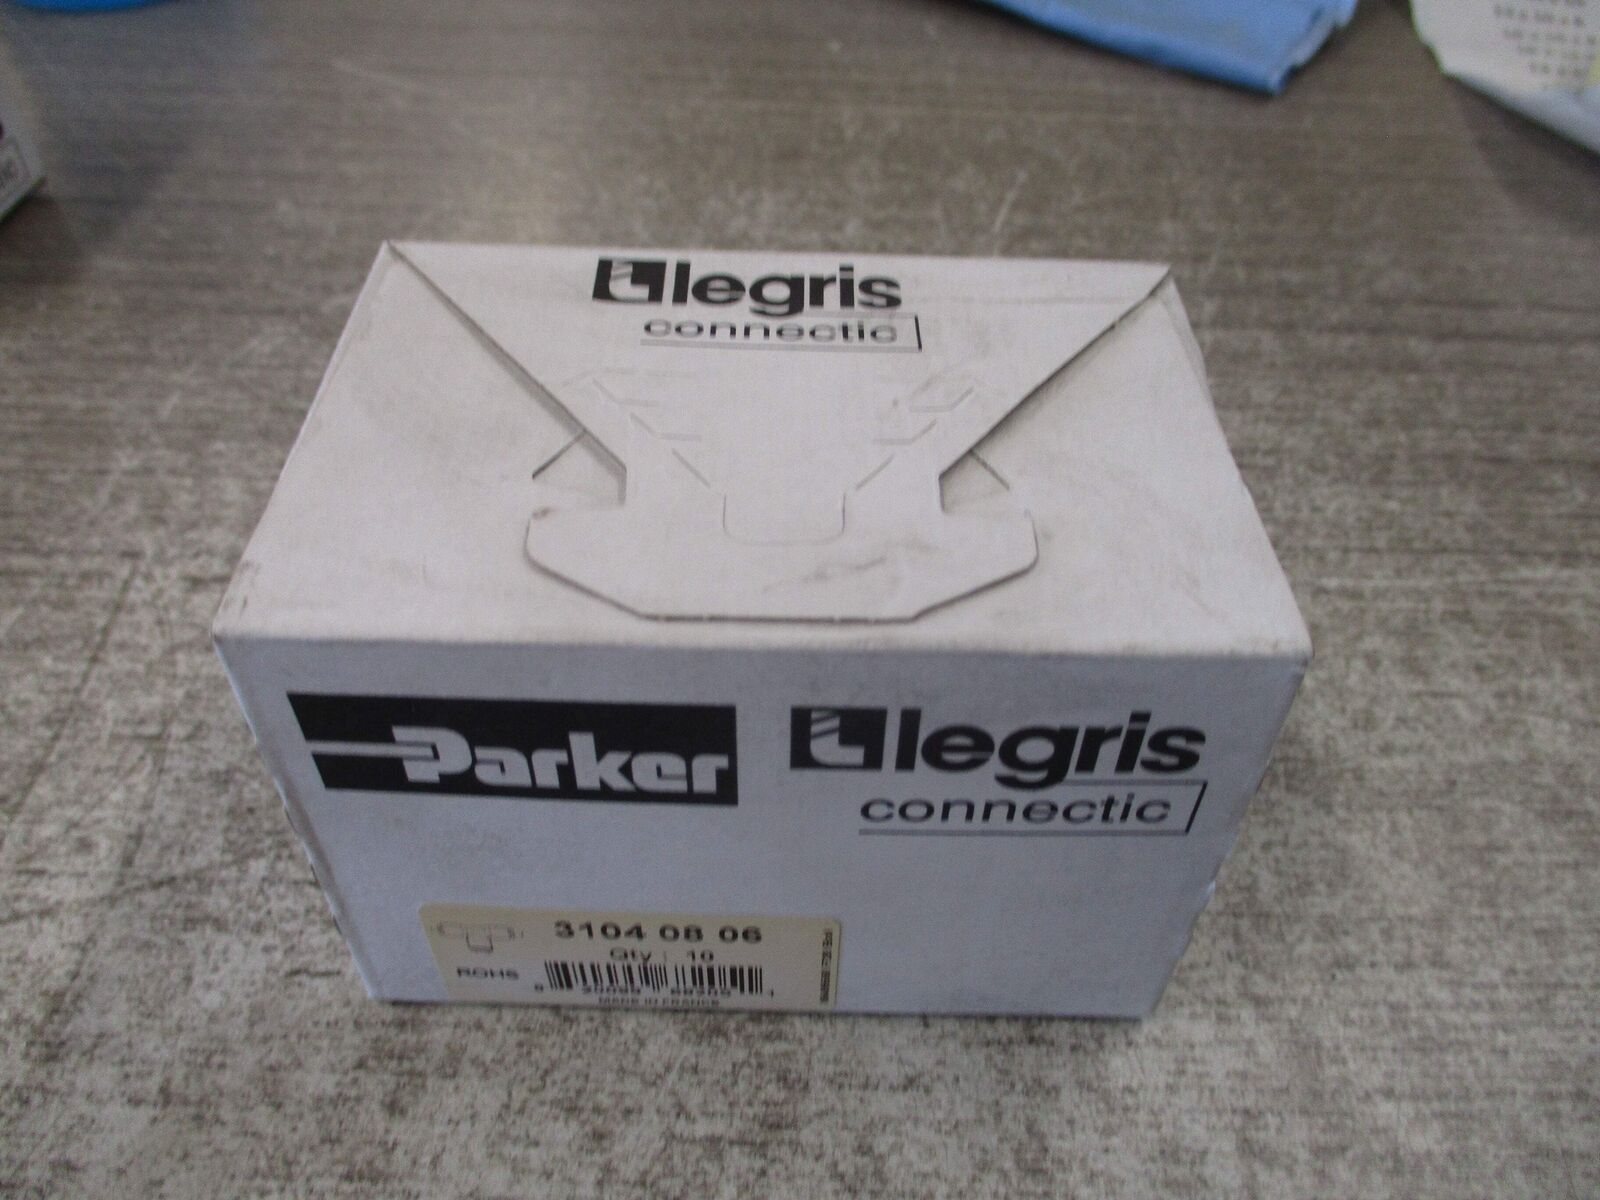 legris
connectic
Parker
legris
connectic
3104 08 06
Qty : 10
ROHS
MADE IN FRANCE